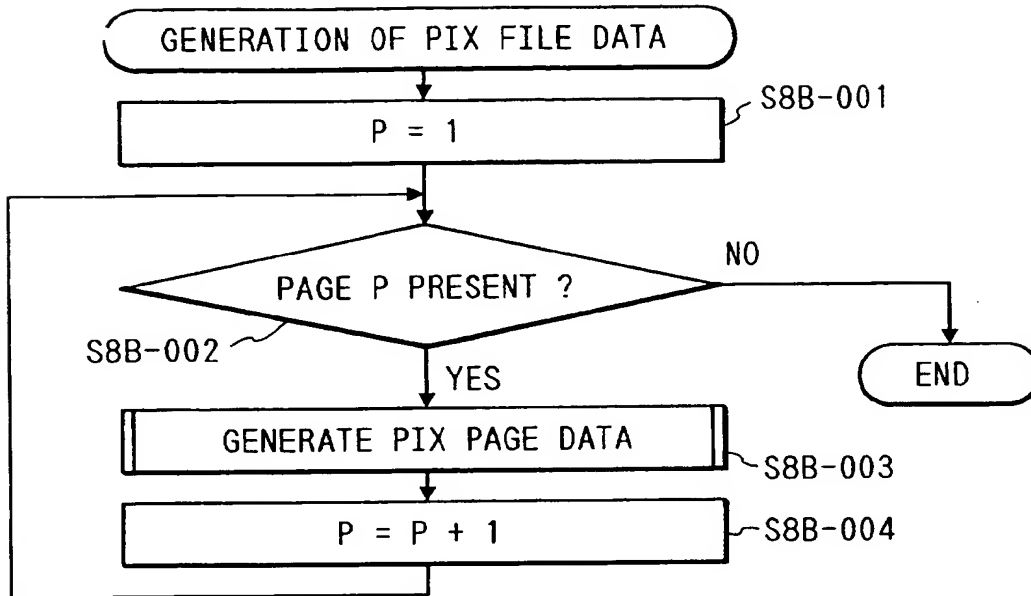 GENERATION OF PIX FILE DATA
S8B-001
P = 1
NO
PAGE P PRESENT ?
S8B-002
YES
END
GENERATE PIX PAGE DATA
S8B-003
P = P + 1
S8B-004